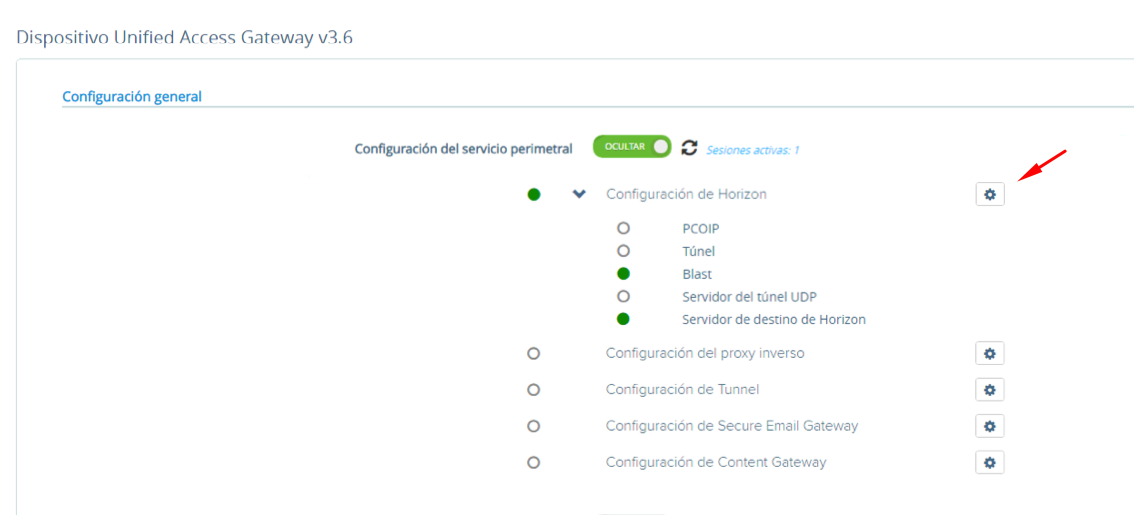 Dispositivo Unified Access Gateway v3.6
Configuración general
Configuración del servicio perimetral OCULTAR Sesiones activas: 1
Configuración de Horizon
PCOIP
Túnel
Blast
Servidor del túnel UDP
Servidor de destino de Horizon
Configuración del proxy inverso
Configuración de Tunnel
Configuración de Secure Email Gateway
Configuración de Content Gateway